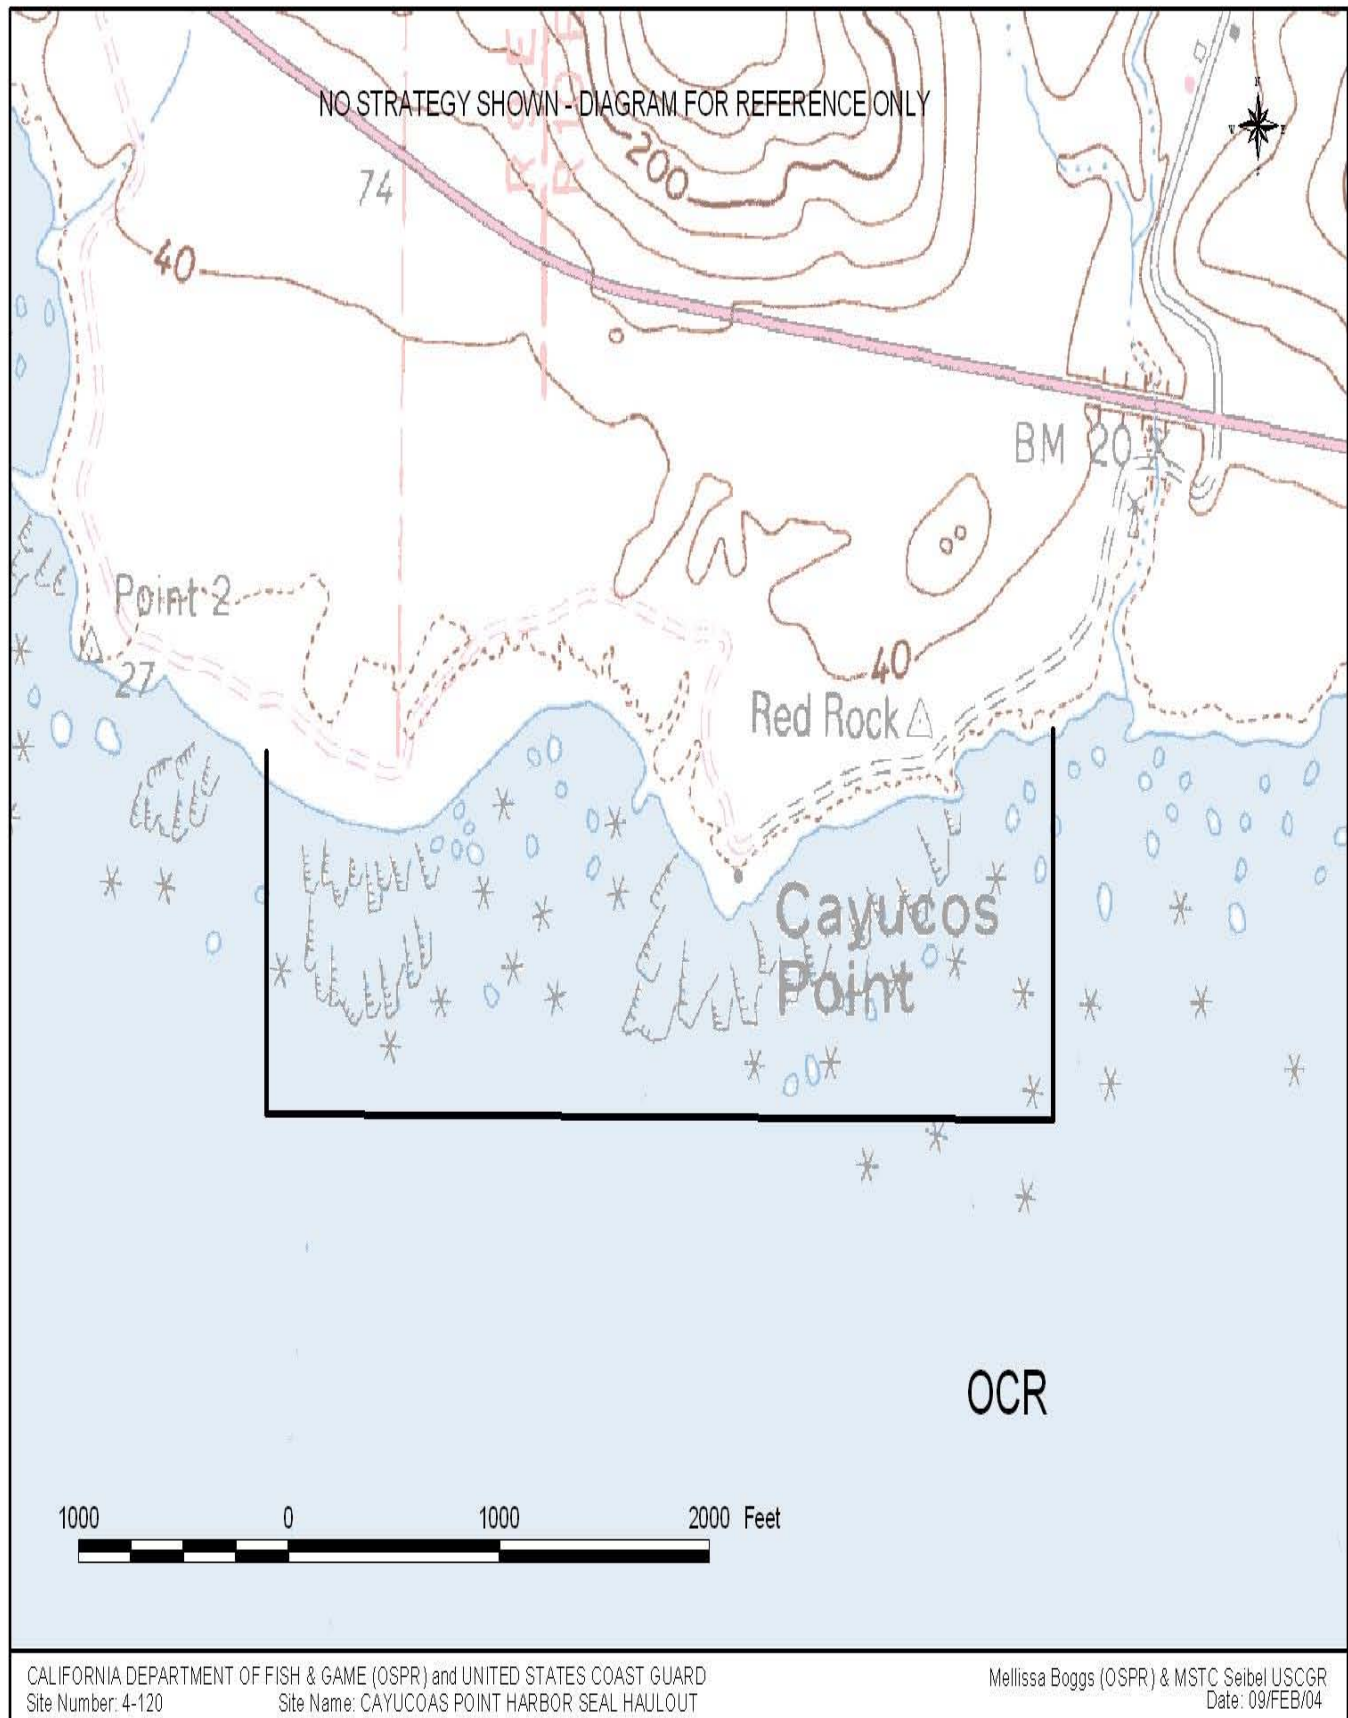 NO STRATEGY SHOWN - DIAGRAM FOR REFERENCE ONLY
N
W E
S
R 9 E
R 10 E
200
74
40
BM 20 X
Point 2
27
40
Red Rock
Cayucos
Point
OCR
1000 0 1000 2000 Feet
CALIFORNIA DEPARTMENT OF FISH & GAME (OSPR) and UNITED STATES COAST GUARD
Site Number: 4-120 Site Name: CAYUCOAS POINT HARBOR SEAL HAULOUT
Mellissa Boggs (OSPR) & MSTC Seibel USCGR
Date: 09/FEB/04